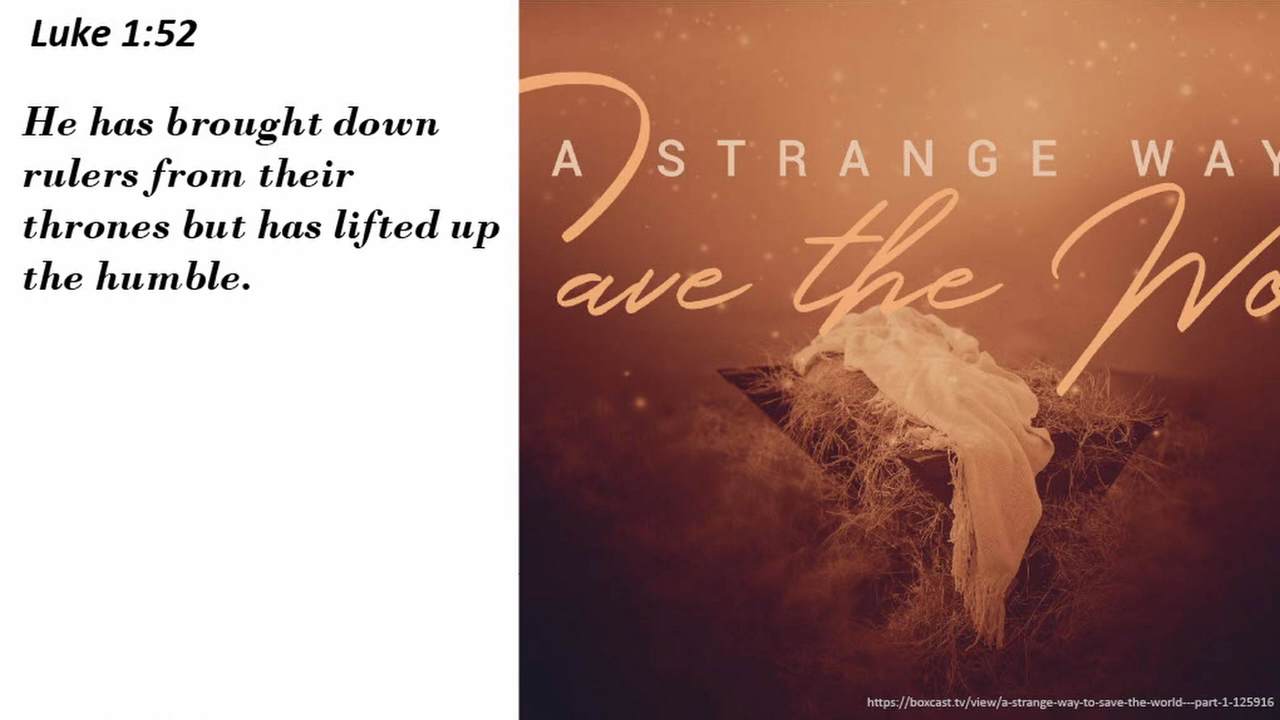 Luke 1:52
He has brought down
rulers from their
thrones but has lifted up
the humble.
A STRANGE WAY
ave the Wo
https://boxcast.tv/view/a-strange-way-to-save-the-world---part-1-125916